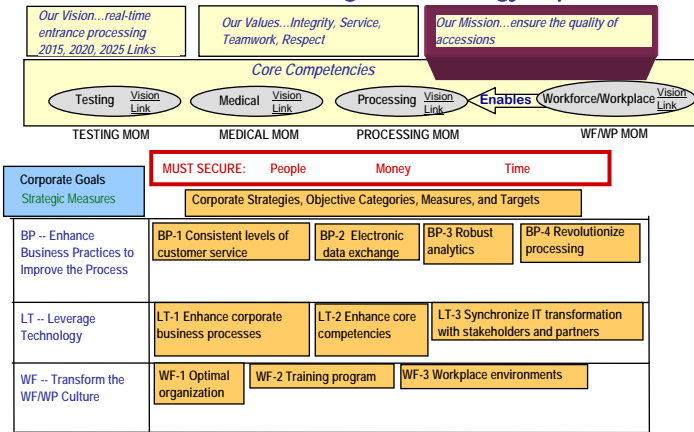 Our Vision...real-time
entrance processing
2015, 2020, 2025 Links
Our Values...Integrity, Service,
Teamwork, Respect
Our Mission...ensure the quality of
accessions
Core Competencies
Testing Vision
Link
Medical Vision
Link
Processing Vision
Link
Enables
Workforce/Workplace Vision
Link
TESTING MOM
MEDICAL MOM
PROCESSING MOM
WF/WP MOM
Corporate Goals
Strategic Measures
MUST SECURE: People Money Time
Corporate Strategies, Objective Categories, Measures, and Targets
BP -- Enhance
Business Practices to
Improve the Process
BP-1 Consistent levels of
customer service
BP-2 Electronic
data exchange
BP-3 Robust
analytics
BP-4 Revolutionize
processing
LT -- Leverage
Technology
LT-1 Enhance corporate
business processes
LT-2 Enhance core
competencies
LT-3 Synchronize IT transformation
with stakeholders and partners
WF -- Transform the
WF/WP Culture
WF-1 Optimal
organization
WF-2 Training program
WF-3 Workplace environments